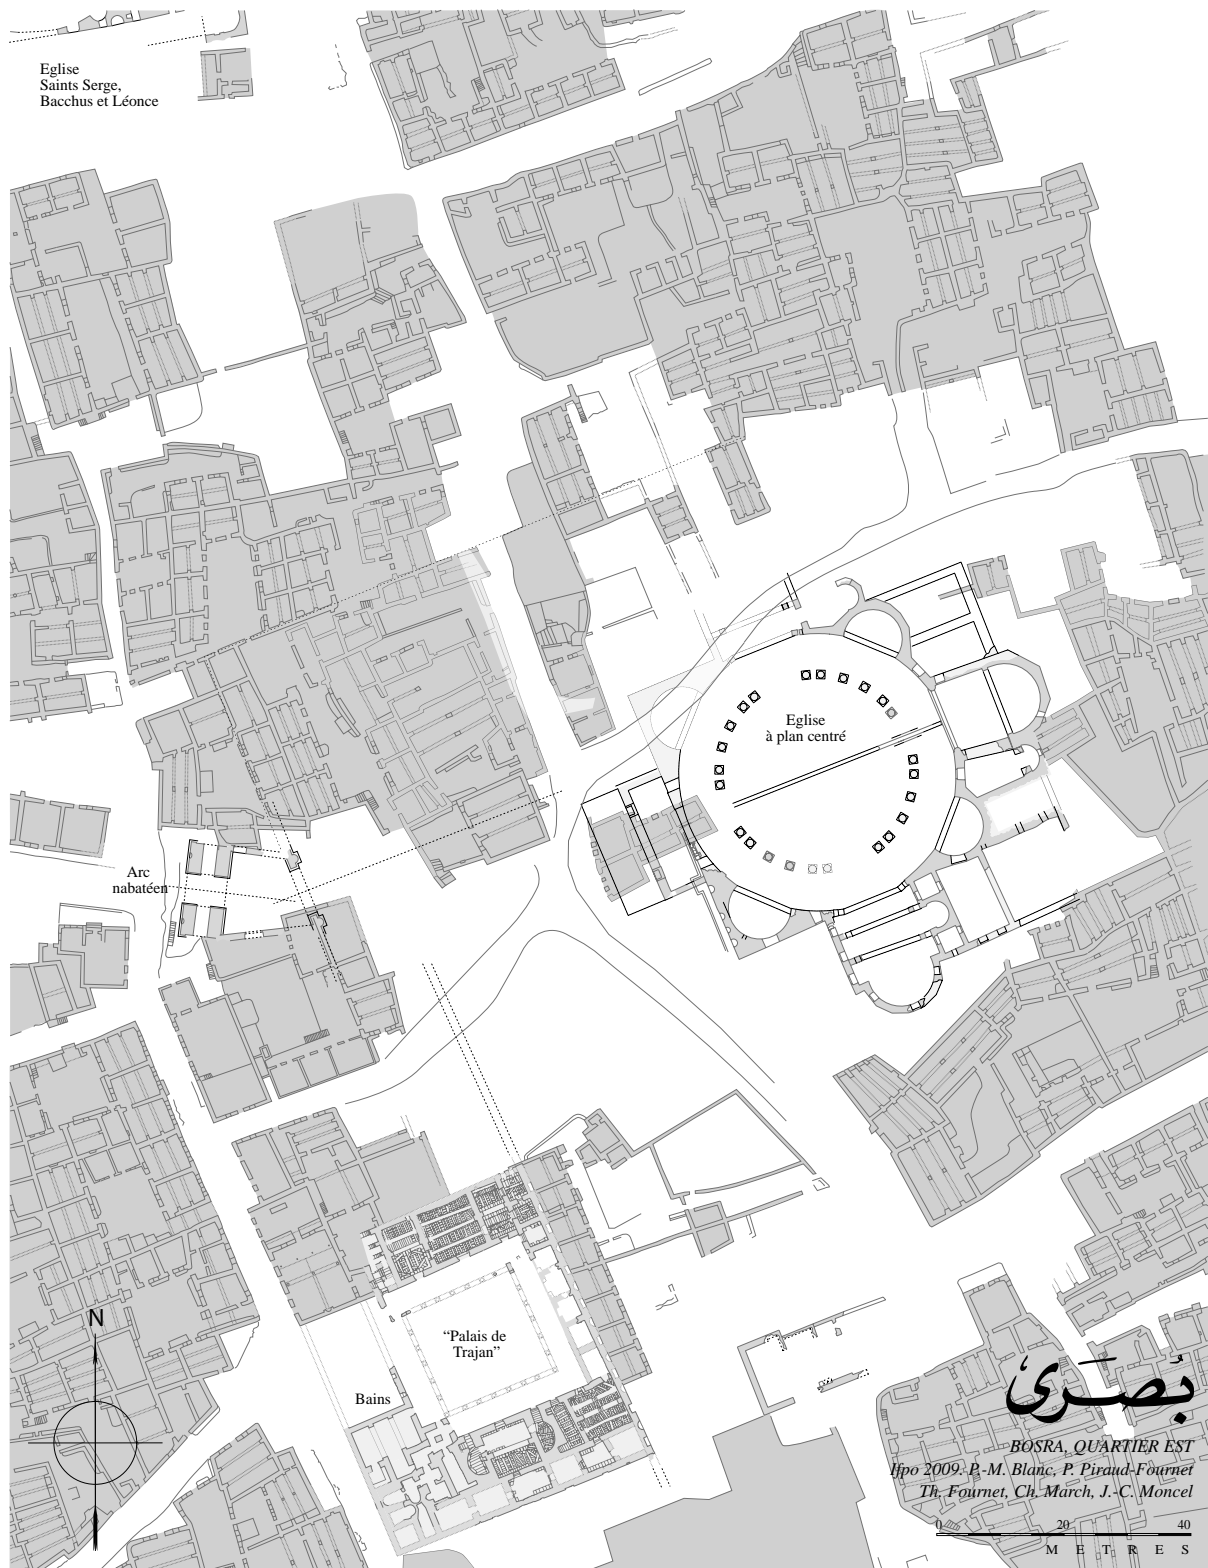 Eglise
Saints Serge,
Bacchus et Léonce
Eglise
à plan centré
Arc
nabatéen
N
“Palais de
Trajan”
Bains
بُصرَى
BOSRA, QUARTIER EST
Ifpo 2009. P.-M. Blanc, P. Piraud-Fournet
Th. Fournet, Ch. March, J.-C. Moncel
0 20 40
M E T R E S